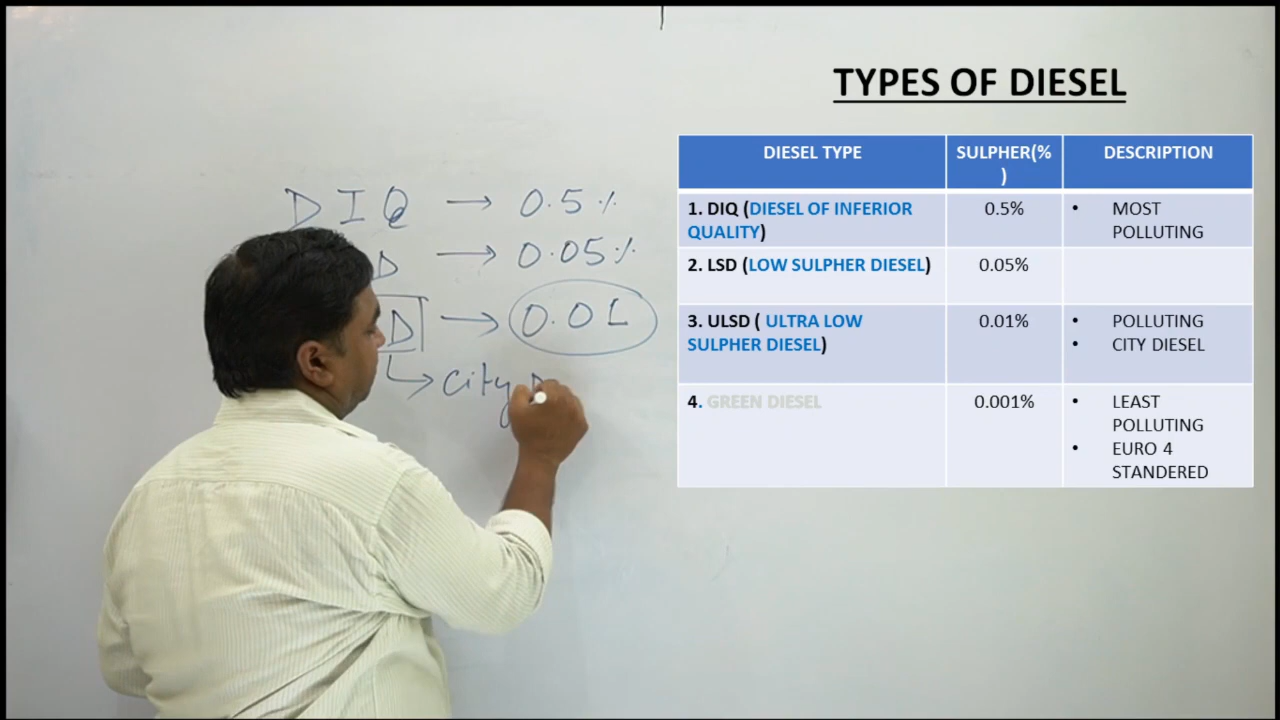 TYPES OF DIESEL
DIESEL TYPE
SULPHER(%
)
DESCRIPTION
1. DIQ (DIESEL OF INFERIOR
QUALITY)
0.5%
• MOST
POLLUTING
2. LSD (LOW SULPHER DIESEL)
0.05%
3. ULSD ( ULTRA LOW
SULPHER DIESEL)
0.01%
• POLLUTING
• CITY DIESEL
4. GREEN DIESEL
0.001%
• LEAST
POLLUTING
• EURO 4
STANDERED
DIQ → 0.5%
D → 0.05%
D → 0.01
↳ City D